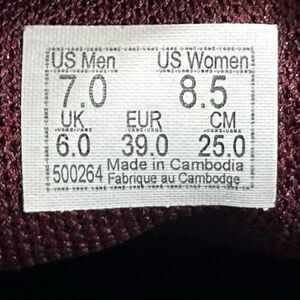 US Men US Women
7.0 8.5
UK EUR CM
6.0 39.0 25.0
500264 Made in Cambodia
Fabrique au Cambodge